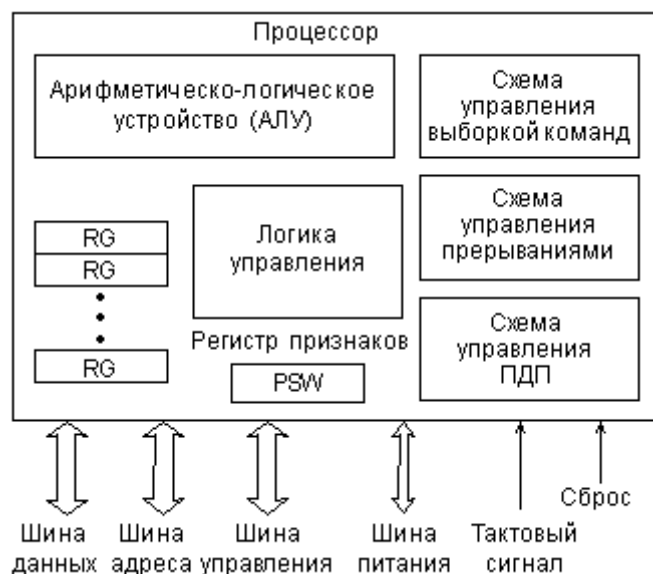 Процессор
Арифметическо-логическое
устройство (АЛУ)
Схема
управления
выборкой команд
RG
RG
RG
Логика
управления
Схема
управления
прерываниями
Регистр признаков
PSW
Схема
управления
ПДП
Шина
данных
Шина
адреса
Шина
управления
Шина
питания
Тактовый
сигнал
Сброс